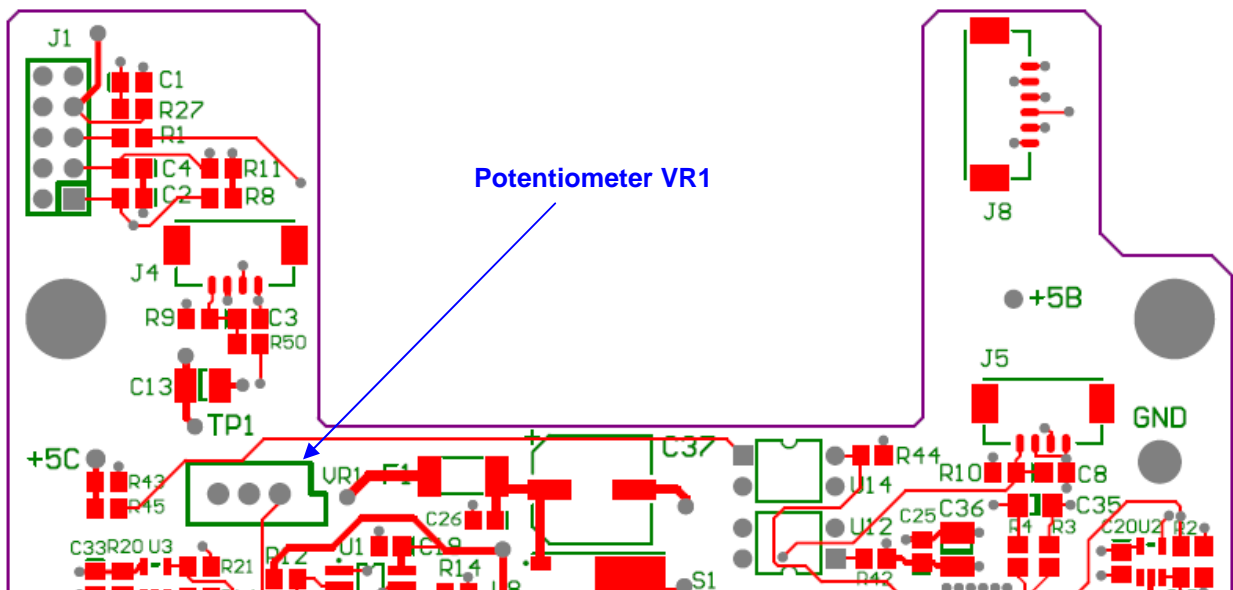 J1
C1
R27
R1
C4
R11
C2
R8
Potentiometer VR1
J8
J4
+5B
R9
C3
R50
J5
C13
TP1
GND
+5C
C37
R43
VR1
F1
R44
R10
C8
R45
U14
C26
C25
C36
C35
U12
R4
R3
C20
U2
R2
C33
R20
U3
R21
R12
U1
C19
R14
R42
U8
S1